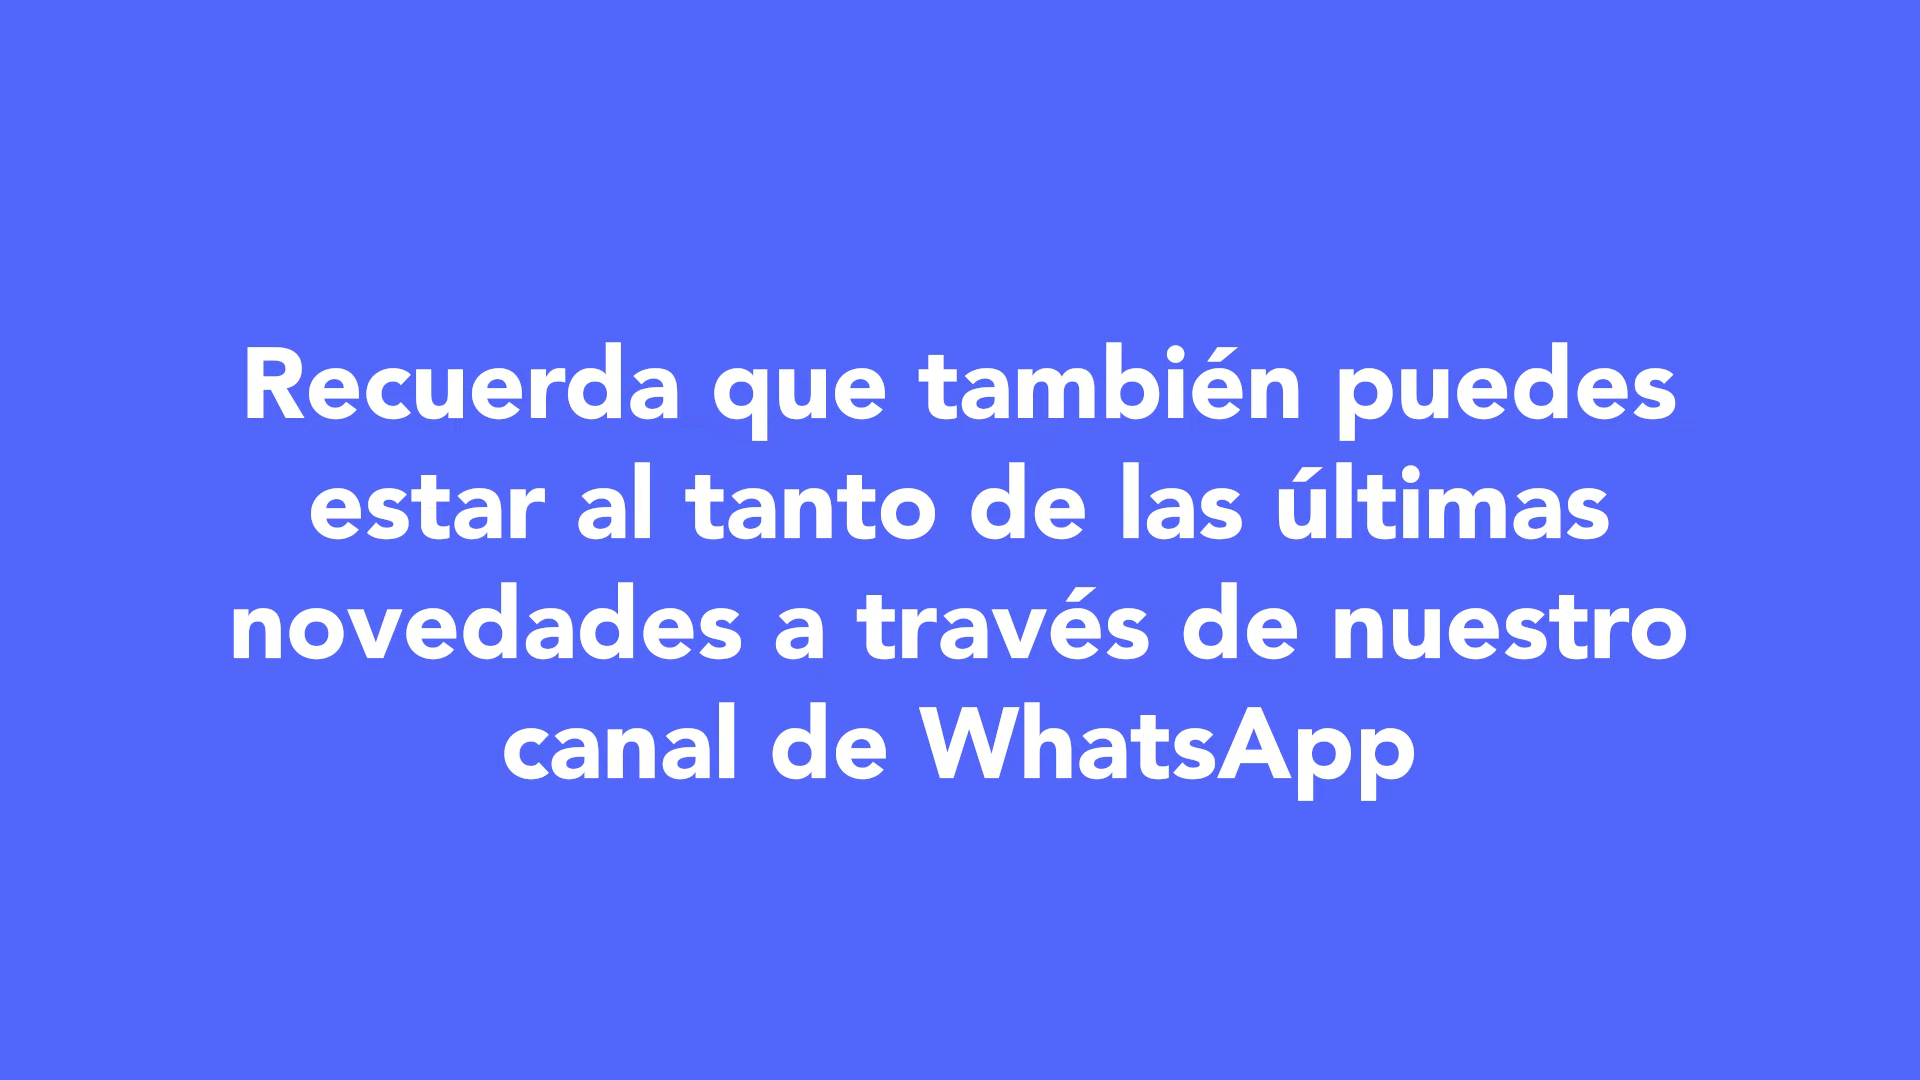 Recuerda que también puedes
estar al tanto de las últimas
novedades a través de nuestro
canal de WhatsApp